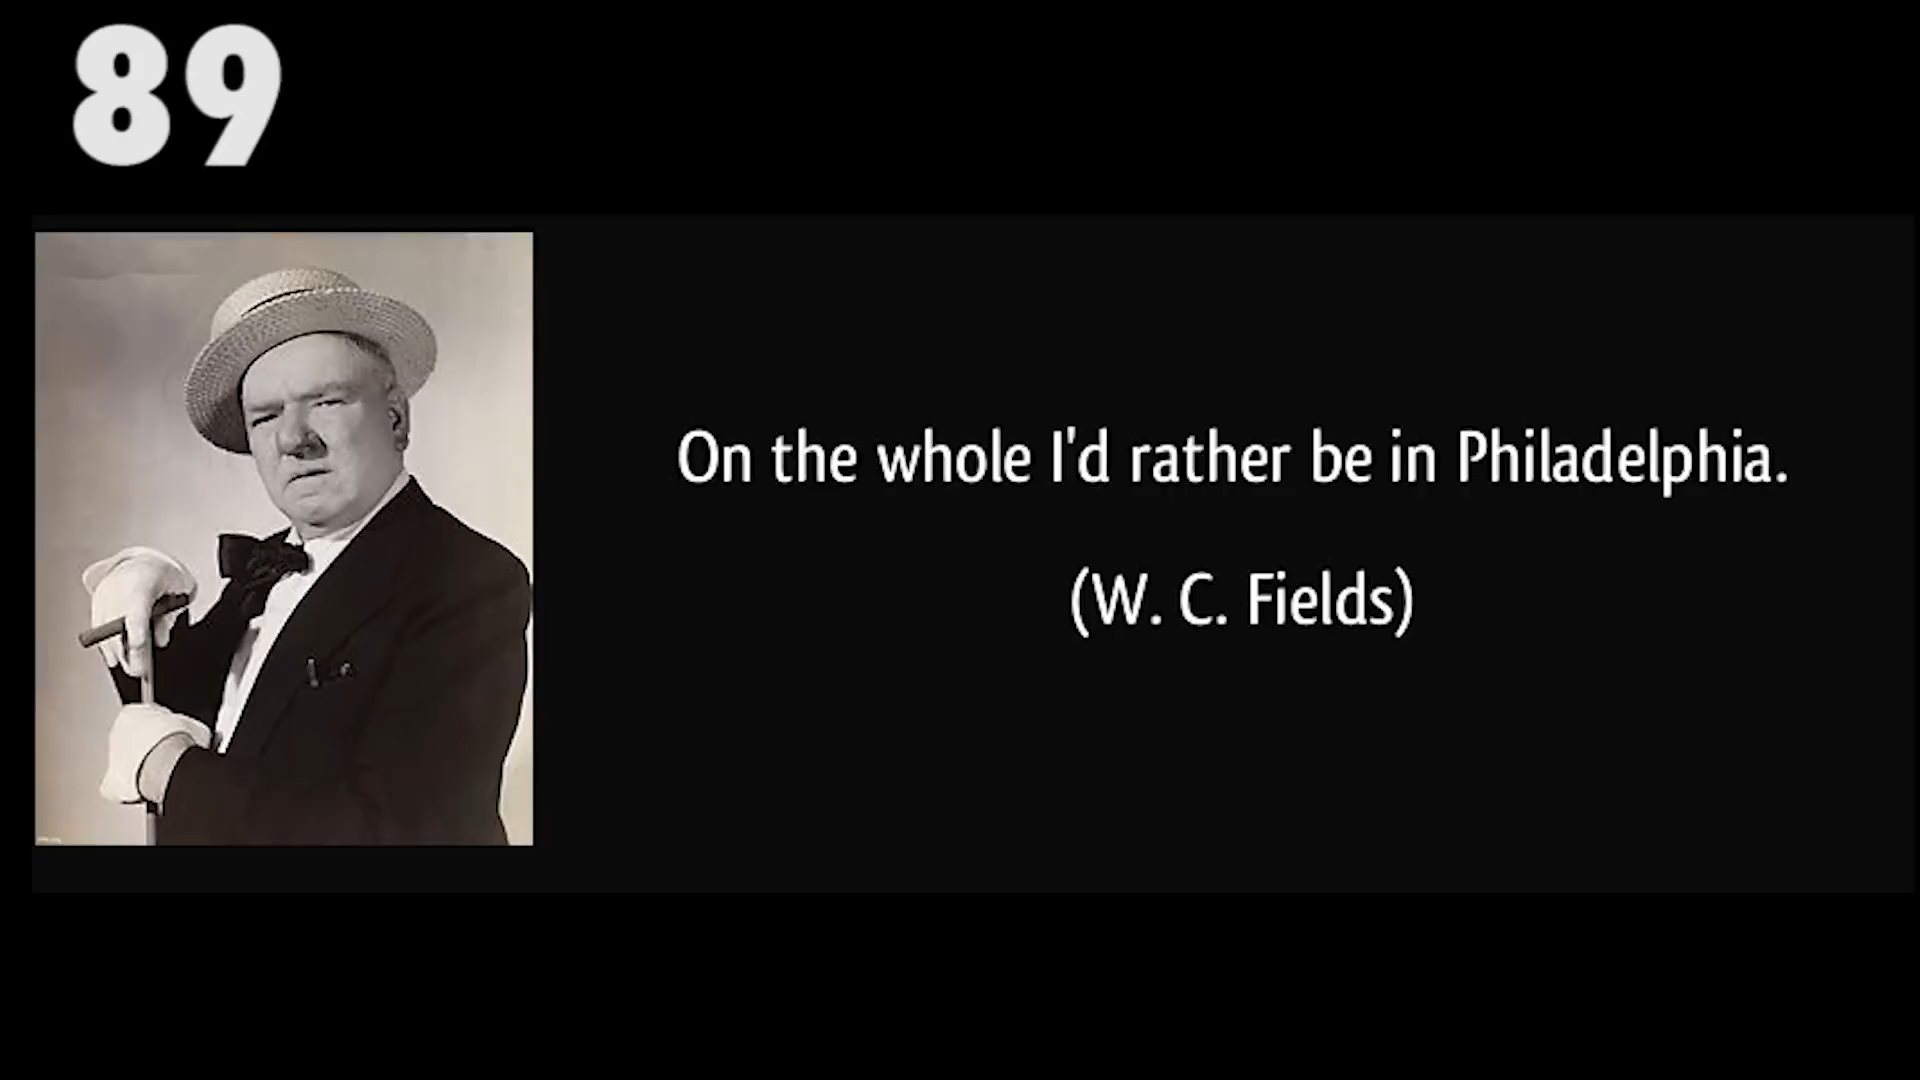 89
On the whole I'd rather be in Philadelphia.
(W. C. Fields)